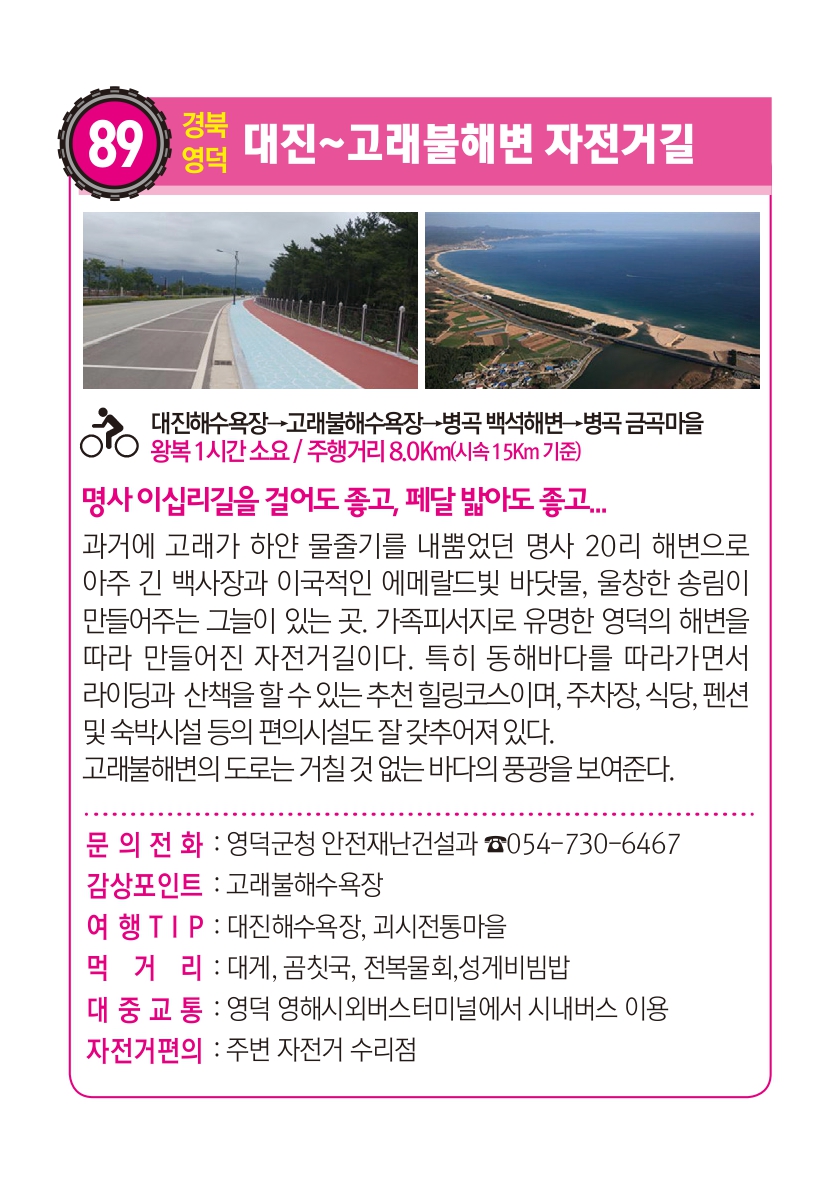 89
경북
영덕
대진~고래불해변 자전거길
대진해수욕장→고래불해수욕장→병곡 백석해변→병곡 금곡마을
왕복 1시간 소요 / 주행거리 8.0Km(시속 15Km 기준)
명사 이십리길을 걸어도 좋고, 페달 밟아도 좋고...
과거에 고래가 하얀 물줄기를 내뿜었던 명사 20리 해변으로
아주 긴 백사장과 이국적인 에메랄드빛 바닷물, 울창한 송림이
만들어주는 그늘이 있는 곳. 가족피서지로 유명한 영덕의 해변을
따라 만들어진 자전거길이다. 특히 동해바다를 따라가면서
라이딩과 산책을 할 수 있는 추천 힐링코스이며, 주차장, 식당, 펜션
및 숙박시설 등의 편의시설도 잘 갖추어져 있다.
고래불해변의 도로는 거칠 것 없는 바다의 풍광을 보여준다.
문 의 전 화 : 영덕군청 안전재난건설과 ☎054-730-6467
감상포인트 : 고래불해수욕장
여 행 T I P : 대진해수욕장, 괴시전통마을
먹 거 리 : 대게, 곰칫국, 전복물회,성게비빔밥
대 중 교 통 : 영덕 영해시외버스터미널에서 시내버스 이용
자전거편의 : 주변 자전거 수리점